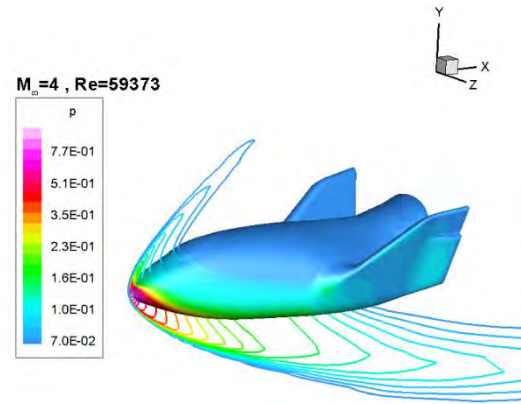 Y
X
Z
M∞=4 , Re=59373
p
7.7E-01
5.1E-01
3.5E-01
2.3E-01
1.6E-01
1.0E-01
7.0E-02